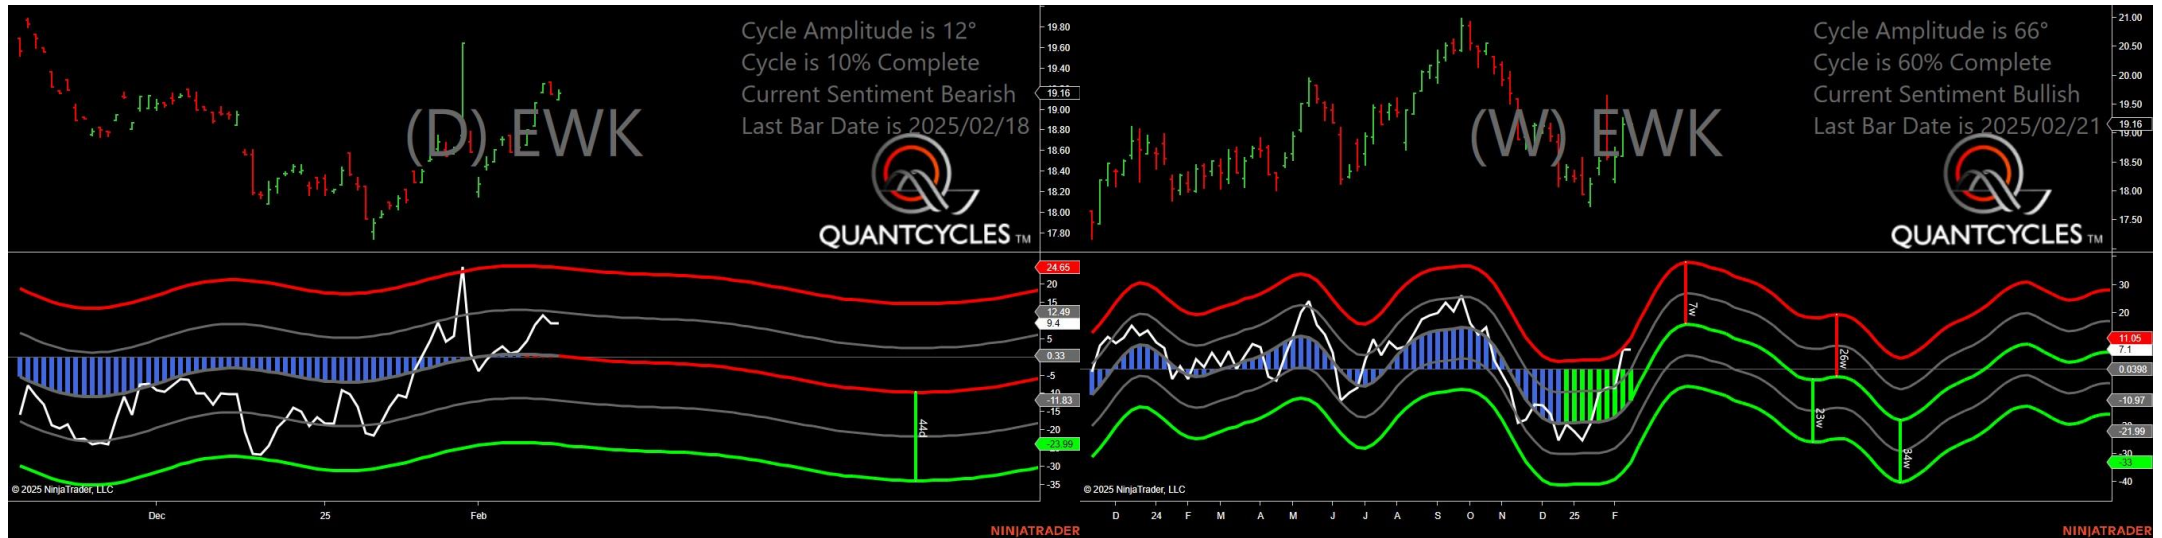 Cycle Amplitude is 12°
Cycle is 10% Complete
Current Sentiment Bearish
Last Bar Date is 2025/02/18
(D) EWK
QUANTCYCLES TM
19.80
19.60
19.40
19.16
19.00
18.80
18.60
18.40
18.20
18.00
17.80
24.65
20
15
12.49
9.4
5
0.33
-5
-10
-11.83
-15
-20
-23.99
-30
-35
44d
© 2025 NinjaTrader, LLC
Dec
25
Feb
NINJATRADER
Cycle Amplitude is 66°
Cycle is 60% Complete
Current Sentiment Bullish
Last Bar Date is 2025/02/21
(W) EWK
QUANTCYCLES TM
21.00
20.50
20.00
19.50
19.16
19.00
18.50
18.00
17.50
30
20
11.05
7.1
0.0398
-10.97
-21.99
-30
-33
-40
7w
26w
23w
34w
© 2025 NinjaTrader, LLC
D
24
F
M
A
M
J
J
A
S
O
N
D
25
F
NINJATRADER